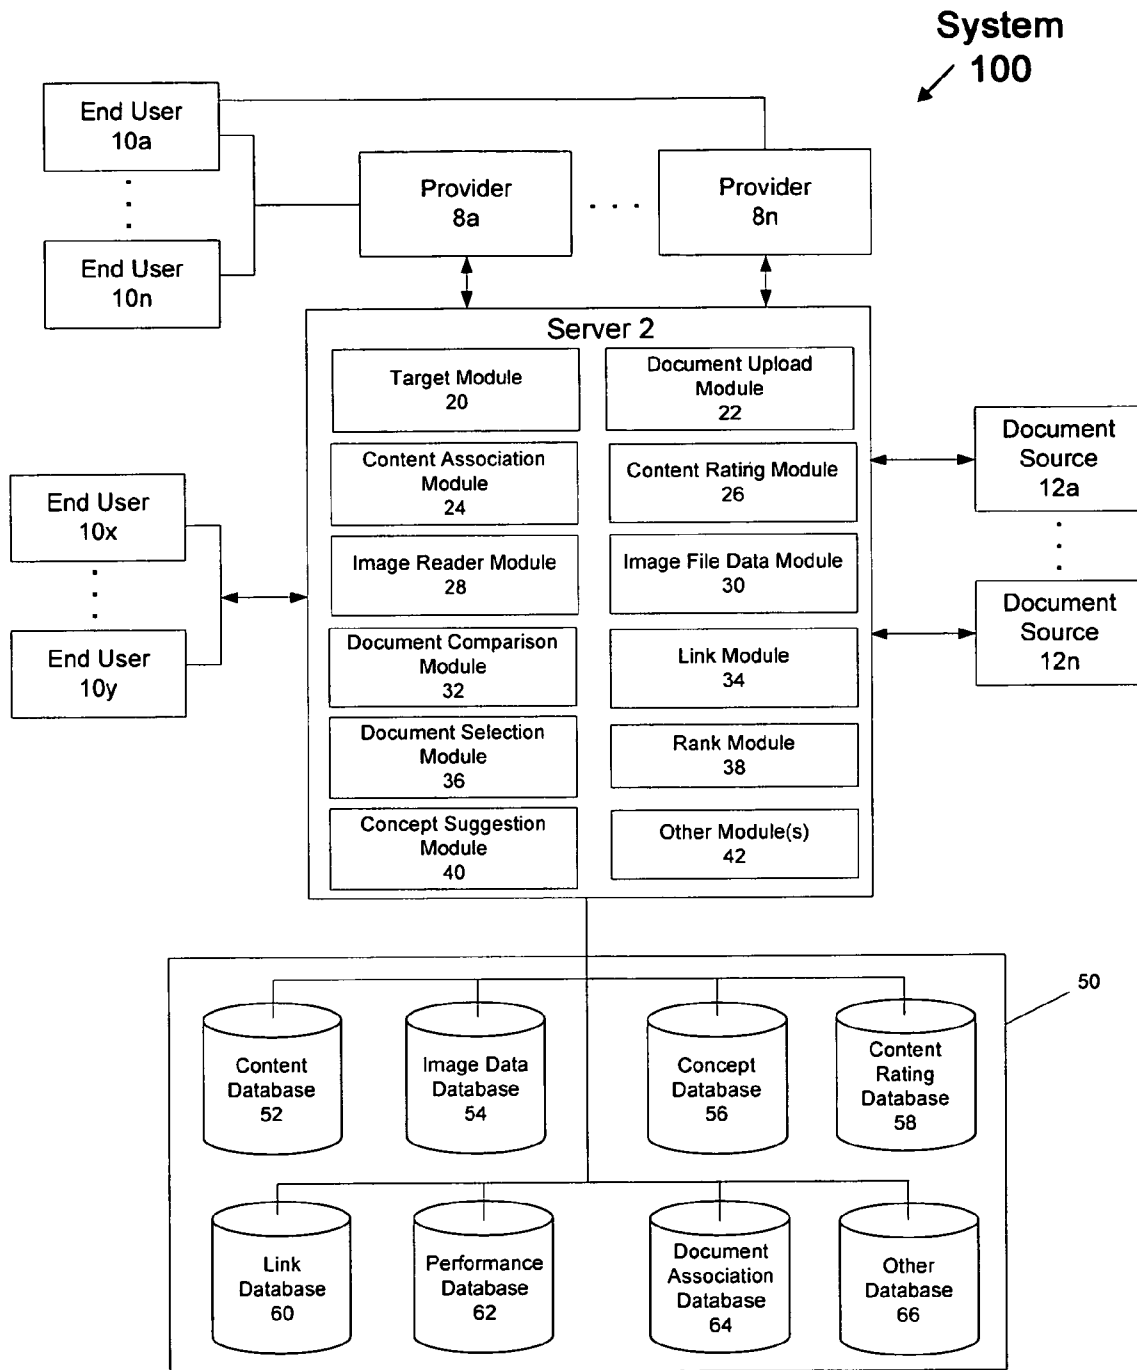 System
100
End User
10a
End User
10n
Provider
8a
. . .
Provider
8n
Server 2
Target Module
20
Document Upload
Module
22
Content Association
Module
24
Content Rating Module
26
Image Reader Module
28
Image File Data Module
30
Document Comparison
Module
32
Link Module
34
Document Selection
Module
36
Rank Module
38
Concept Suggestion
Module
40
Other Module(s)
42
End User
10x
End User
10y
Document
Source
12a
Document
Source
12n
50
Content
Database
52
Image Data
Database
54
Concept
Database
56
Content
Rating
Database
58
Link
Database
60
Performance
Database
62
Document
Association
Database
64
Other
Database
66